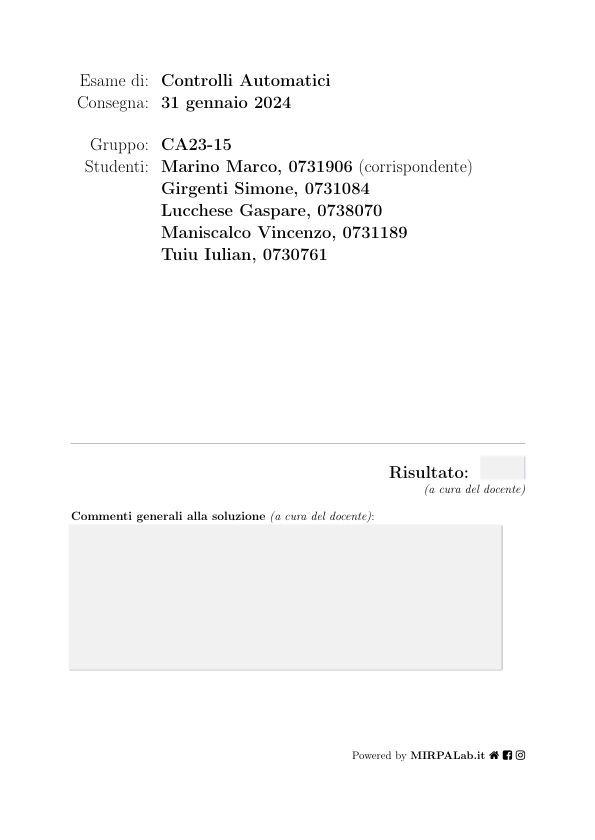 Esame di: Controlli Automatici
Consegna: 31 gennaio 2024
Gruppo: CA23-15
Studenti: Marino Marco, 0731906 (corrispondente)
Girgenti Simone, 0731084
Lucchese Gaspare, 0738070
Maniscalco Vincenzo, 0731189
Tuiu Iulian, 0730761
Risultato:
(a cura del docente)
Commenti generali alla soluzione (a cura del docente):
Powered by MIRPALab.it